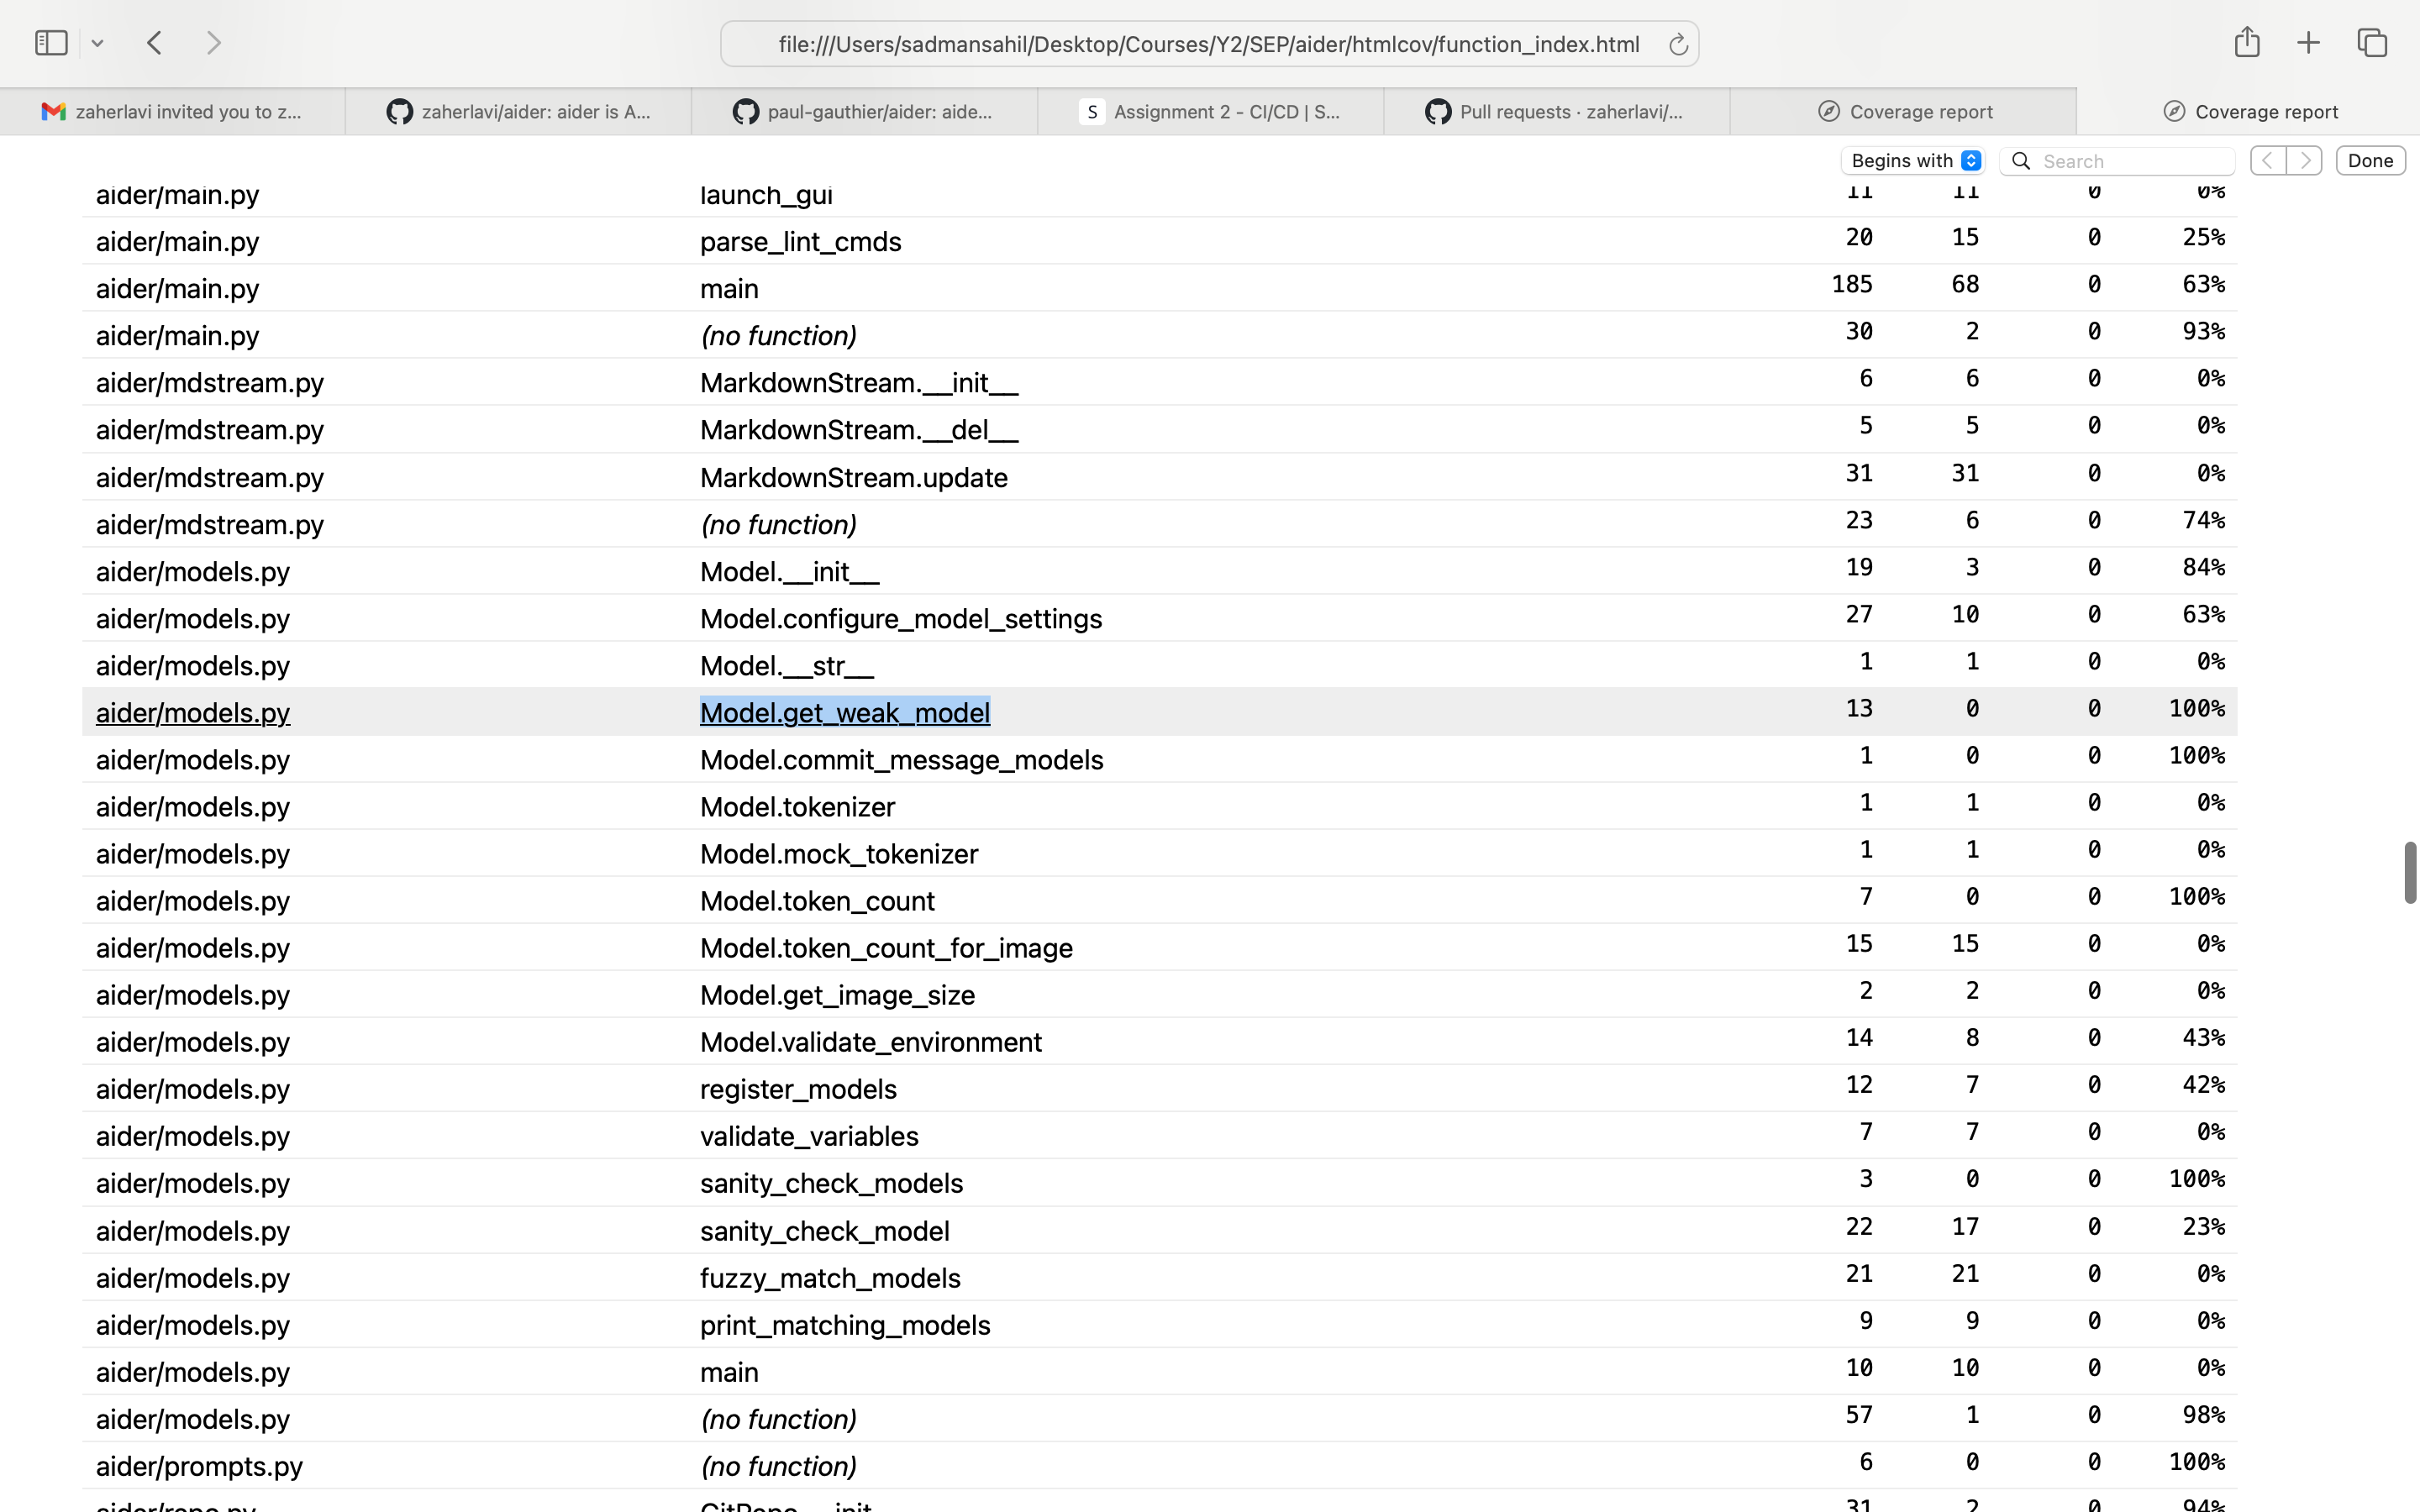 file:///Users/sadmansahil/Desktop/Courses/Y2/SEP/aider/htmlcov/function_index.html
zaherlavi invited you to z... zaherlavi/aider: aider is A... paul-gauthier/aider: aide... S Assignment 2 - CI/CD | S... Pull requests · zaherlavi/... Coverage report Coverage report
Begins with Search Done
aider/main.py launch_gui 11 11 0 0%
aider/main.py parse_lint_cmds 20 15 0 25%
aider/main.py main 185 68 0 63%
aider/main.py (no function) 30 2 0 93%
aider/mdstream.py MarkdownStream.__init__ 6 6 0 0%
aider/mdstream.py MarkdownStream.__del__ 5 5 0 0%
aider/mdstream.py MarkdownStream.update 31 31 0 0%
aider/mdstream.py (no function) 23 6 0 74%
aider/models.py Model.__init__ 19 3 0 84%
aider/models.py Model.configure_model_settings 27 10 0 63%
aider/models.py Model.__str__ 1 1 0 0%
aider/models.py Model.get_weak_model 13 0 0 100%
aider/models.py Model.commit_message_models 1 0 0 100%
aider/models.py Model.tokenizer 1 1 0 0%
aider/models.py Model.mock_tokenizer 1 1 0 0%
aider/models.py Model.token_count 7 0 0 100%
aider/models.py Model.token_count_for_image 15 15 0 0%
aider/models.py Model.get_image_size 2 2 0 0%
aider/models.py Model.validate_environment 14 8 0 43%
aider/models.py register_models 12 7 0 42%
aider/models.py validate_variables 7 7 0 0%
aider/models.py sanity_check_models 3 0 0 100%
aider/models.py sanity_check_model 22 17 0 23%
aider/models.py fuzzy_match_models 21 21 0 0%
aider/models.py print_matching_models 9 9 0 0%
aider/models.py main 10 10 0 0%
aider/models.py (no function) 57 1 0 98%
aider/prompts.py (no function) 6 0 0 100%
aider/repo.py GitRepo.__init__ 31 2 0 94%